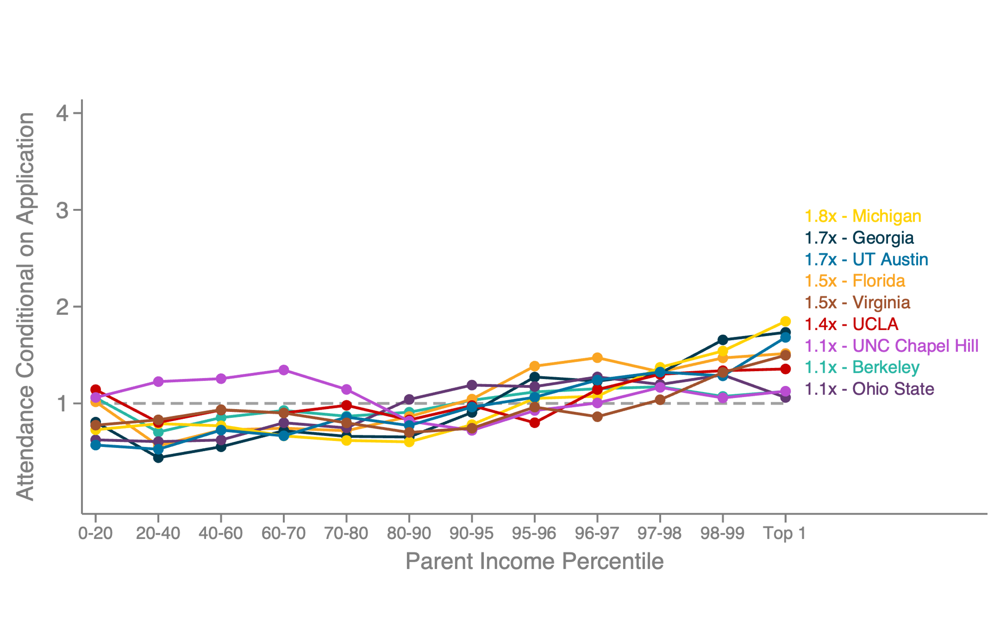 Attendance Conditional on Application
4
3
2
1
0-20 20-40 40-60 60-70 70-80 80-90 90-95 95-96 96-97 97-98 98-99 Top 1
Parent Income Percentile
1.8x - Michigan
1.7x - Georgia
1.7x - UT Austin
1.5x - Florida
1.5x - Virginia
1.4x - UCLA
1.1x - UNC Chapel Hill
1.1x - Berkeley
1.1x - Ohio State